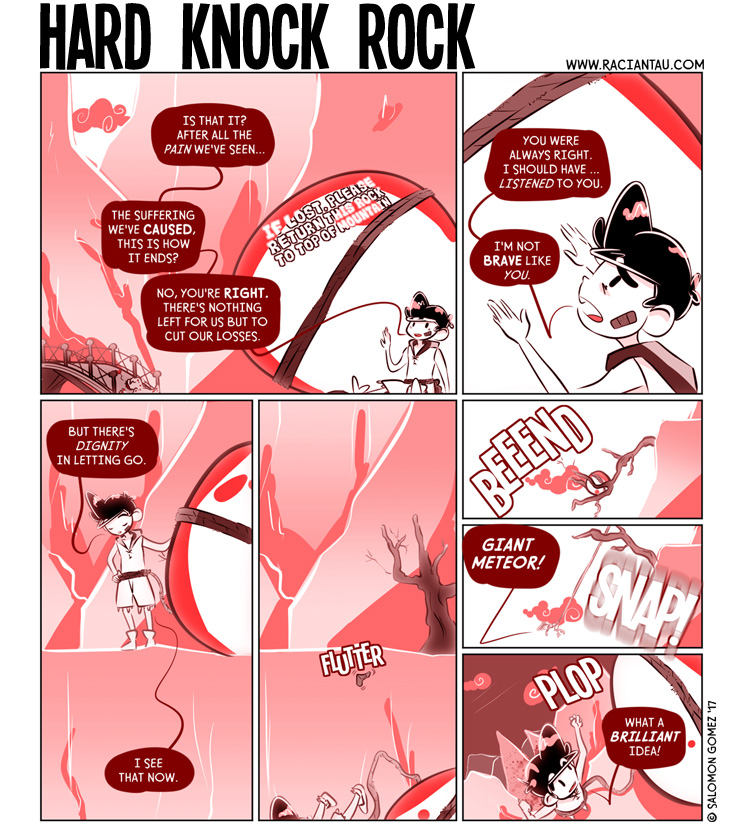 HARD KNOCK ROCK
WWW.RACIANTAU.COM
IS THAT IT?
AFTER ALL THE
PAIN WE'VE SEEN...
THE SUFFERING
WE'VE CAUSED,
THIS IS HOW
IT ENDS?
NO, YOU'RE RIGHT.
THERE'S NOTHING
LEFT FOR US BUT TO
CUT OUR LOSSES.
IF LOST, PLEASE
RETURN THIS ROCK
TO TOP OF MOUNTAIN
YOU WERE
ALWAYS RIGHT.
I SHOULD HAVE ...
LISTENED TO YOU.
I'M NOT
BRAVE LIKE
YOU.
BUT THERE'S
DIGNITY
IN LETTING GO.
I SEE
THAT NOW.
FLUTTER
BEEEND
GIANT
METEOR!
SNAP!
PLOP
WHAT A
BRILLIANT
IDEA!
© SALOMON GOMEZ '17